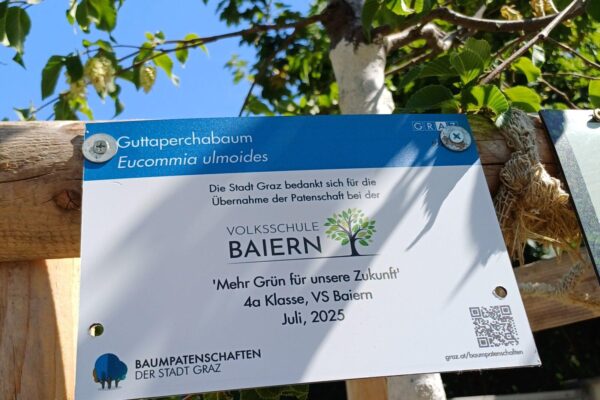 GRAZ
Guttaperchabaum
Eucommia ulmoides
Die Stadt Graz bedankt sich für die
Übernahme der Patenschaft bei der
VOLKSSCHULE
BAIERN
'Mehr Grün für unsere Zukunft'
4a Klasse, VS Baiern
Juli, 2025
BAUMPATENSCHAFTEN
DER STADT GRAZ
graz.at/baumpatenschaften